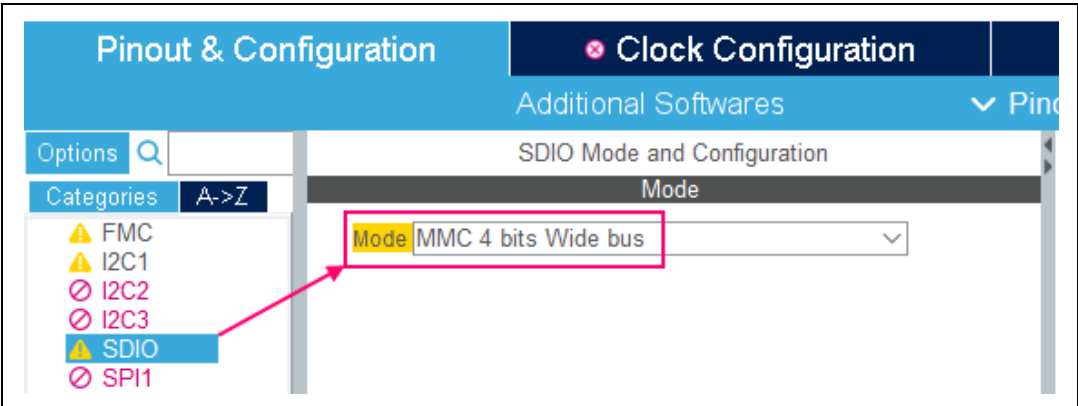 Pinout & Configuration
Clock Configuration
Additional Softwares
Options
SDIO Mode and Configuration
Categories
A->Z
Mode
FMC
Mode MMC 4 bits Wide bus
I2C1
I2C2
I2C3
SDIO
SPI1